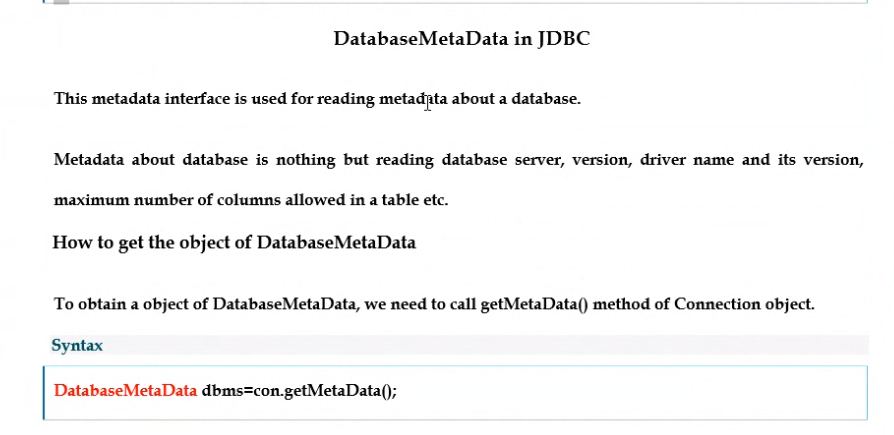 DatabaseMetaData in JDBC
This metadata interface is used for reading metadata about a database.
Metadata about database is nothing but reading database server, version, driver name and its version,
maximum number of columns allowed in a table etc.
How to get the object of DatabaseMetaData
To obtain a object of DatabaseMetaData, we need to call getMetaData() method of Connection object.
Syntax
DatabaseMetaData dbms=con.getMetaData();